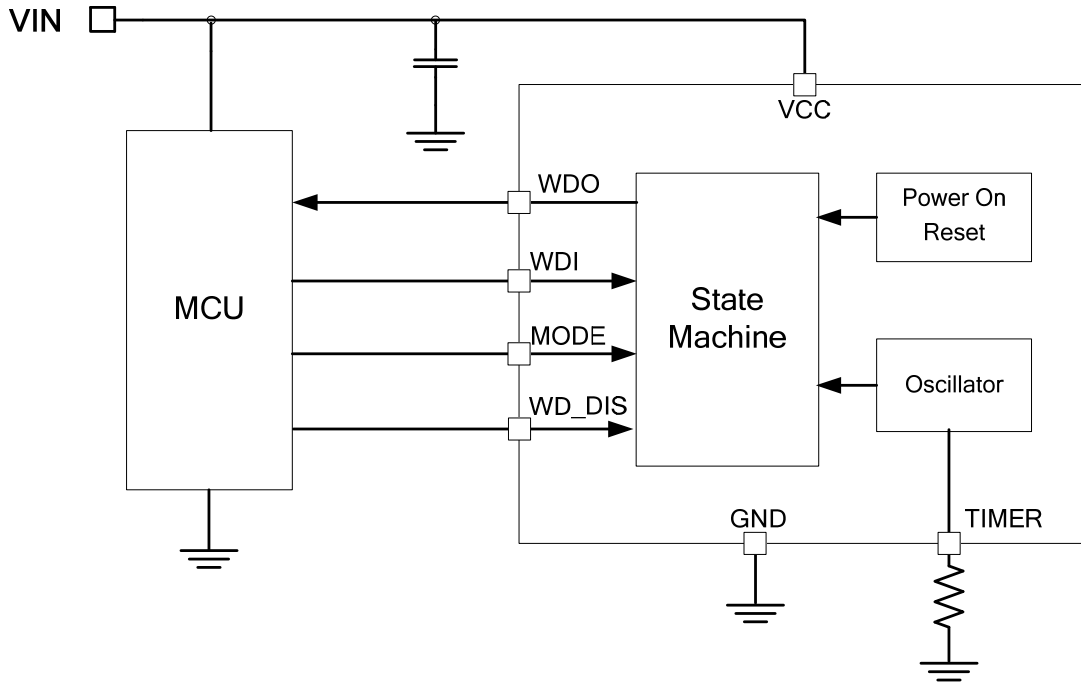 VIN
VCC
WDO
Power On
Reset
WDI
MCU
State
Machine
MODE
Oscillator
WD_DIS
GND
TIMER